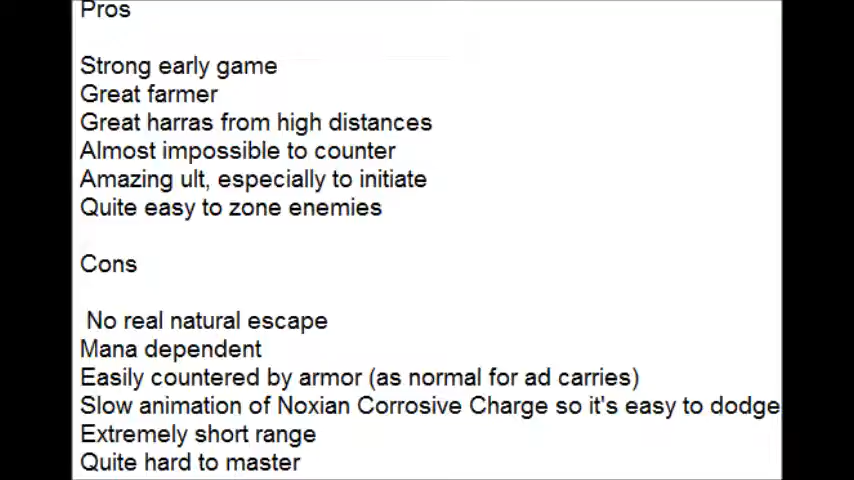 Pros
Strong early game
Great farmer
Great harras from high distances
Almost impossible to counter
Amazing ult, especially to initiate
Quite easy to zone enemies
Cons
No real natural escape
Mana dependent
Easily countered by armor (as normal for ad carries)
Slow animation of Noxian Corrosive Charge so it's easy to dodge
Extremely short range
Quite hard to master